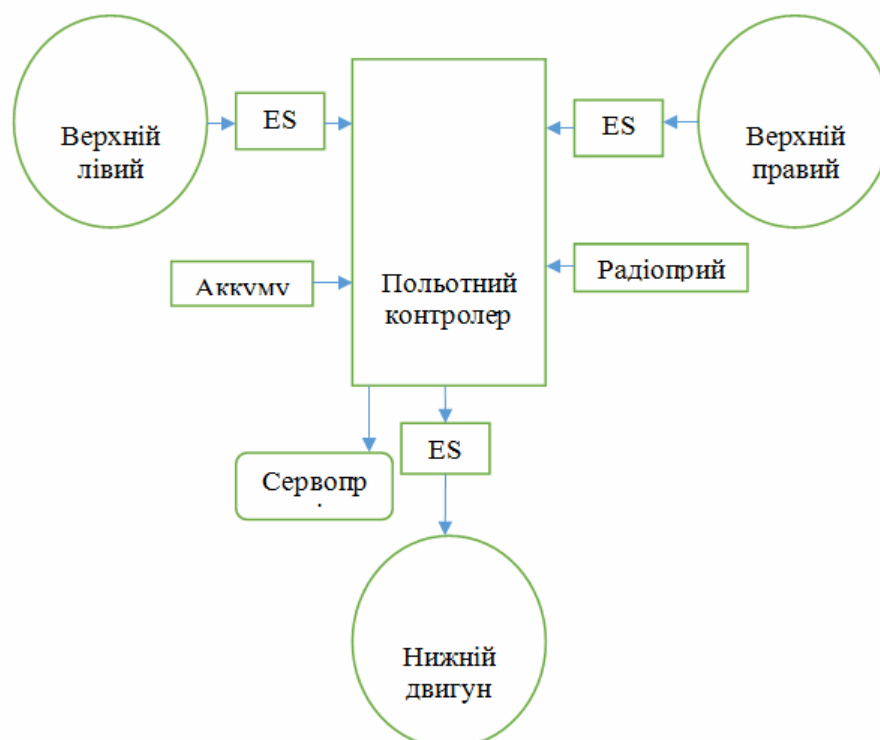 Верхній
лівий
ES
ES
Верхній
правий
Аккуму
Польотний
контролер
Радіоприй
ES
Сервопр
Нижній
двигун